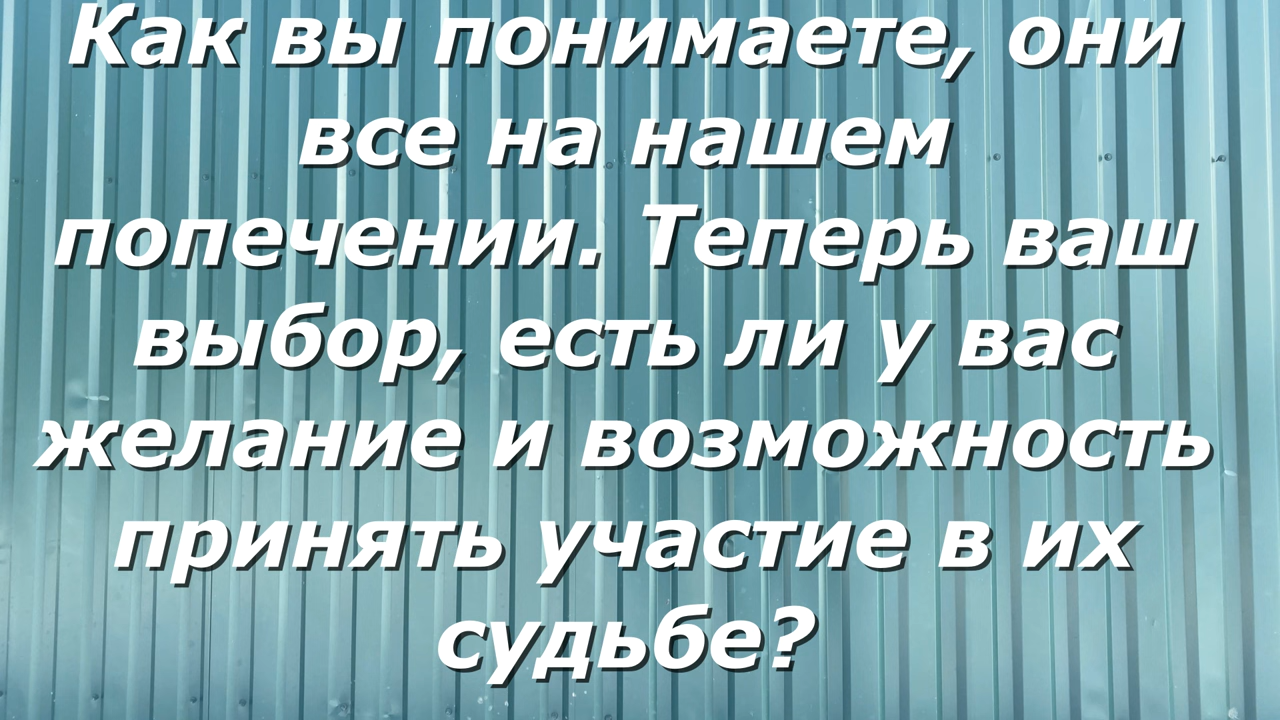 Как вы понимаете, они
все на нашем
попечении. Теперь ваш
выбор, есть ли у вас
желание и возможность
принять участие в их
судьбе?